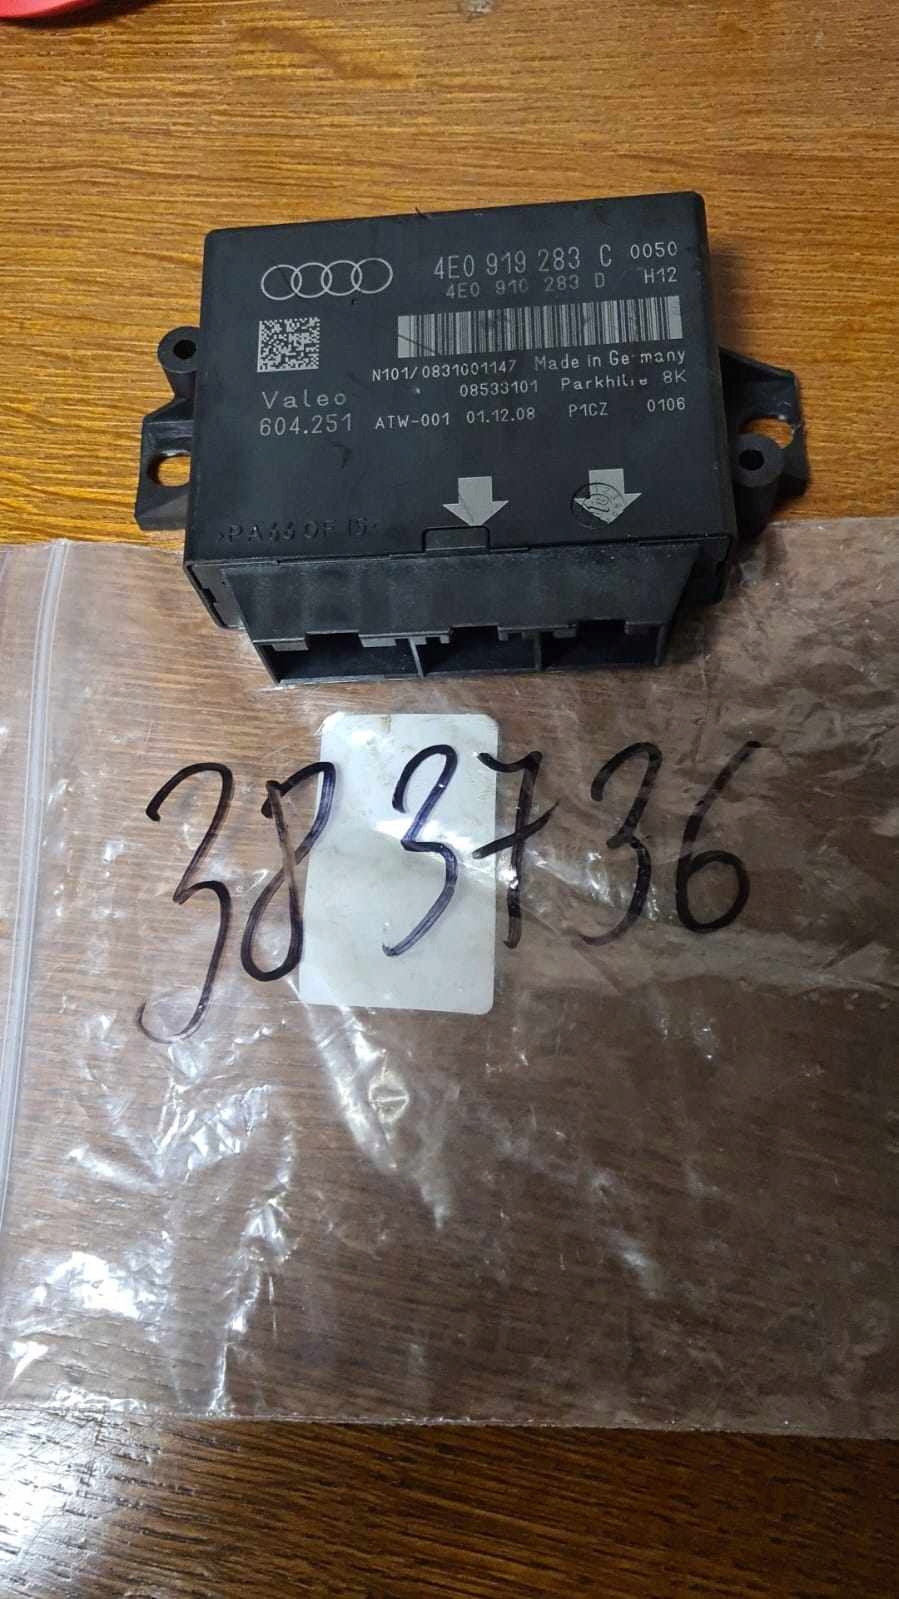 4E0 919 283 C 0050
4E0 910 283 D H12
N101/0831001147 Made in Germany
08533101 Parkhilfe 8K
Valeo
604.251 ATW-001 01.12.08 P1CZ 0106
383736